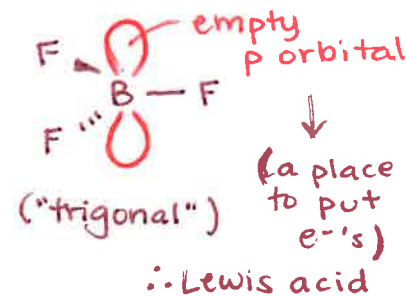 empty
p orbital
F
B — F
F
↓
("trigonal")
(a place
to put
e⁻'s)
∴ Lewis acid